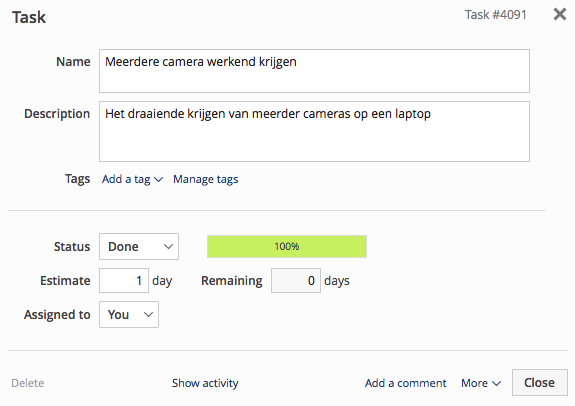 Task Task #4091
Name Meerdere camera werkend krijgen
Description Het draaiende krijgen van meerder cameras op een laptop
Tags Add a tag Manage tags
Status Done 100%
Estimate 1 day Remaining 0 days
Assigned to You
Delete Show activity Add a comment More Close